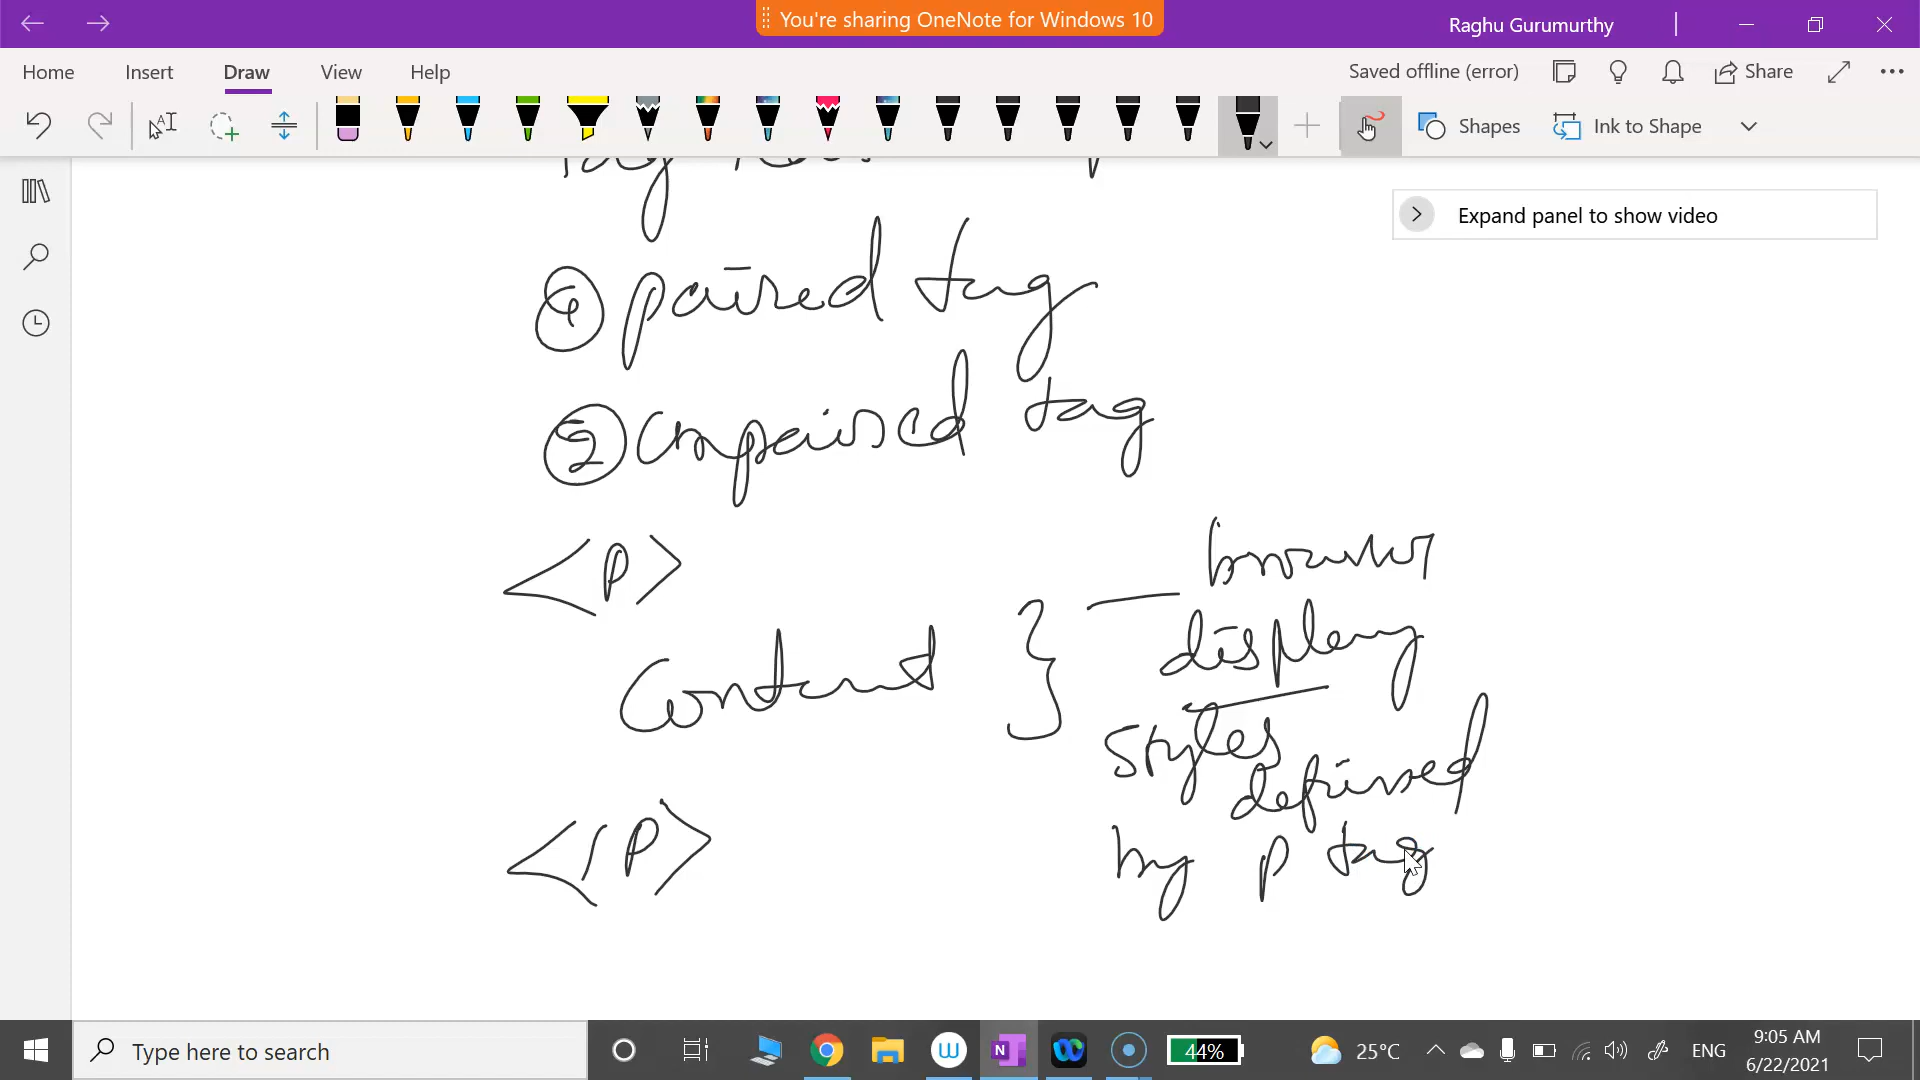 You're sharing OneNote for Windows 10
Raghu Gurumurthy
Home Insert Draw View Help
Saved offline (error) Share
Shapes Ink to Shape
Expand panel to show video
① paired tag
② unpaired tag
<P>
browser
Content } display
styles
defined
</P>
by p tag
Type here to search
44%
25°C
ENG
9:05 AM
6/22/2021